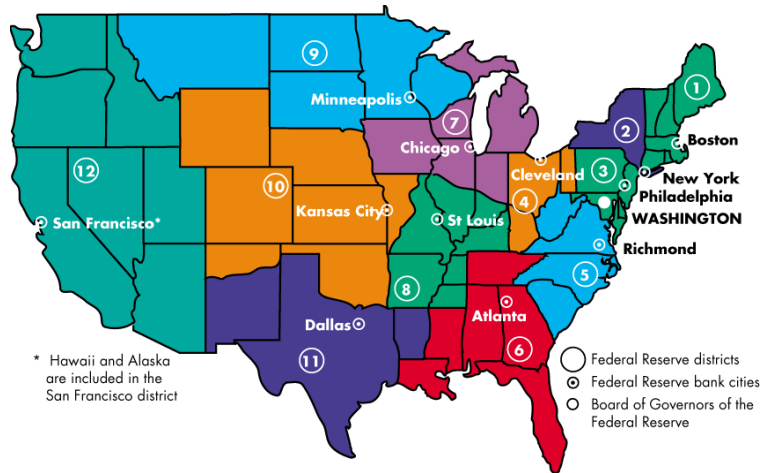 9
1
Minneapolis
7
2
Boston
Chicago
3
New York
12
Cleveland
Philadelphia
10
4
Kansas City
WASHINGTON
San Francisco*
St Louis
Richmond
5
8
Atlanta
Dallas
6
11
* Hawaii and Alaska
are included in the
San Francisco district
Federal Reserve districts
Federal Reserve bank cities
Board of Governors of the
Federal Reserve